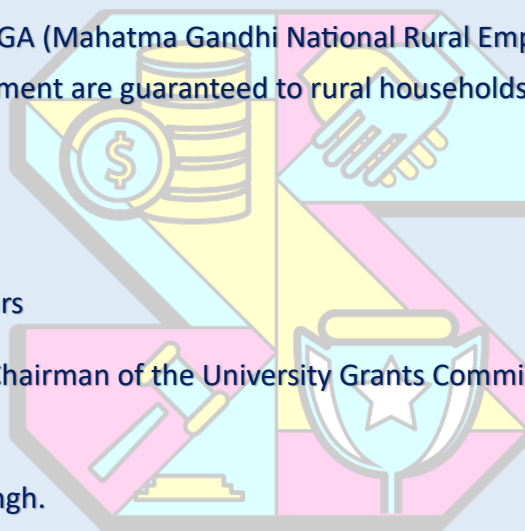 GA (Mahatma Gandhi National Rural Emp
ment are guaranteed to rural households
rs
Chairman of the University Grants Commi
ngh.
$